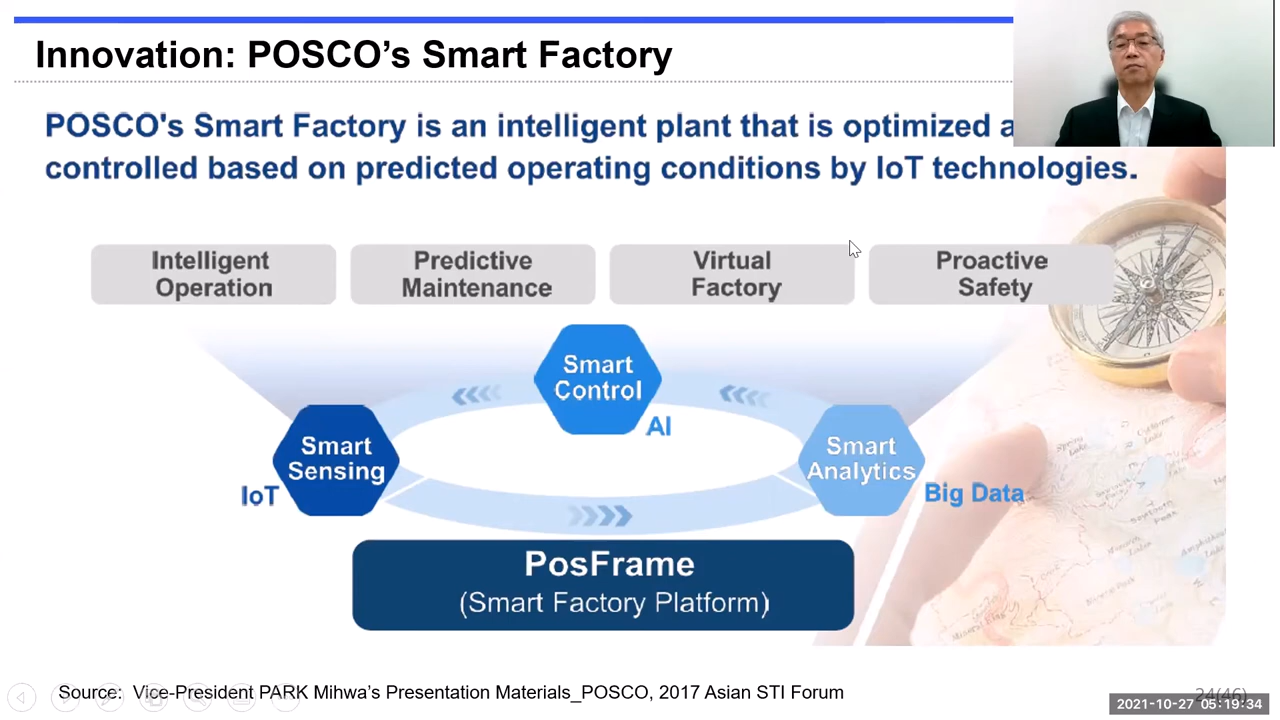 Innovation: POSCO’s Smart Factory
POSCO's Smart Factory is an intelligent plant that is optimized
controlled based on predicted operating conditions by IoT technologies.
Intelligent
Operation
Predictive
Maintenance
Virtual
Factory
Proactive
Safety
Smart
Control
AI
Smart
Sensing
IoT
Smart
Analytics
Big Data
PosFrame
(Smart Factory Platform)
Source: Vice-President PARK Mihwa’s Presentation Materials_POSCO, 2017 Asian STI Forum
24(46)
2021-10-27 05:19:34